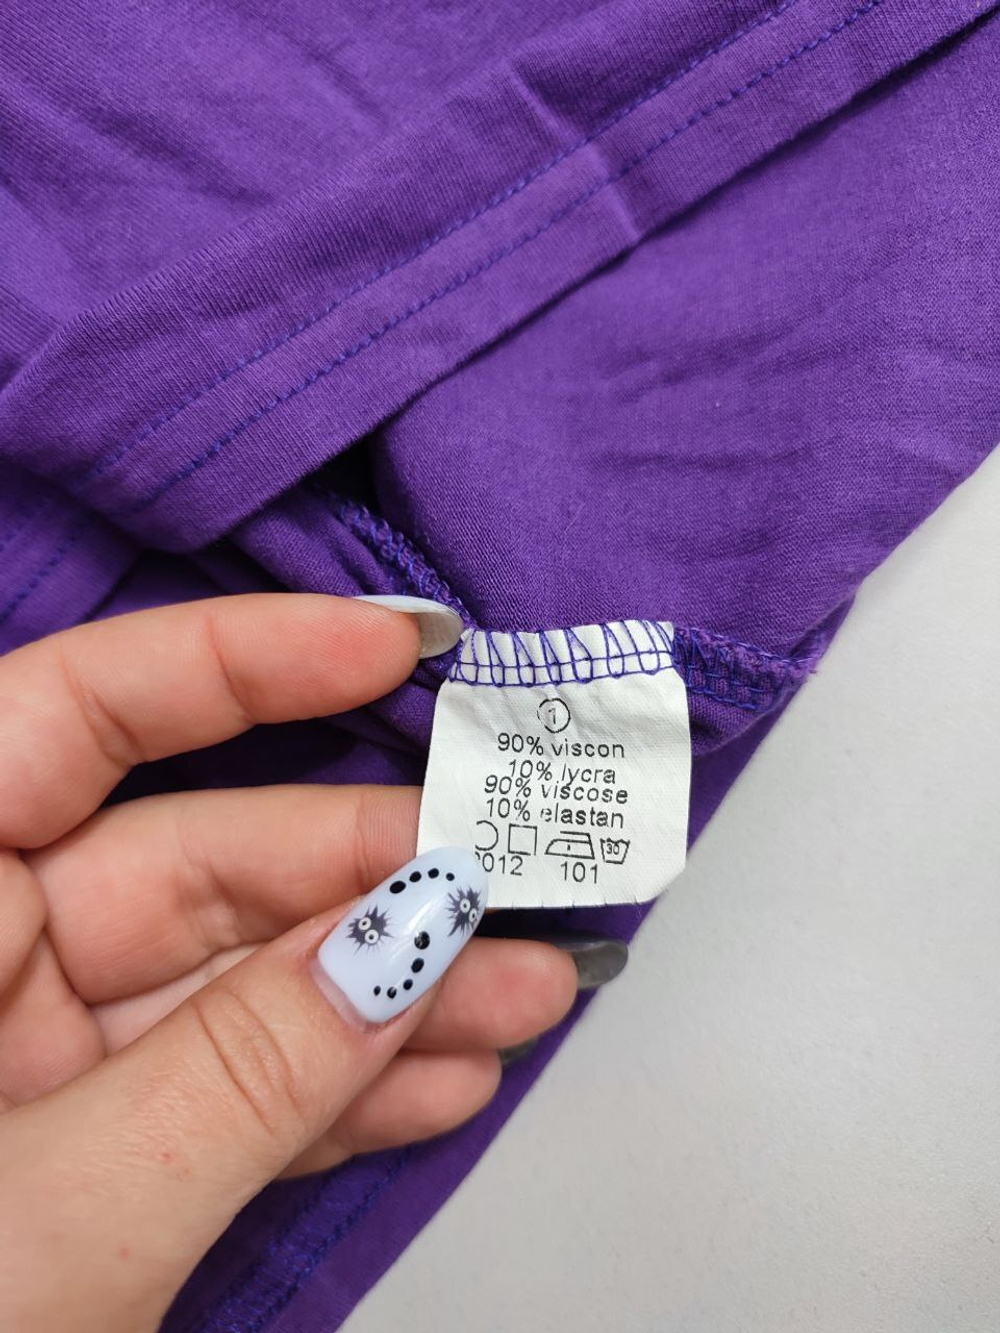 1
90% viscon
10% lycra
90% viscose
10% elastan
30
012 101